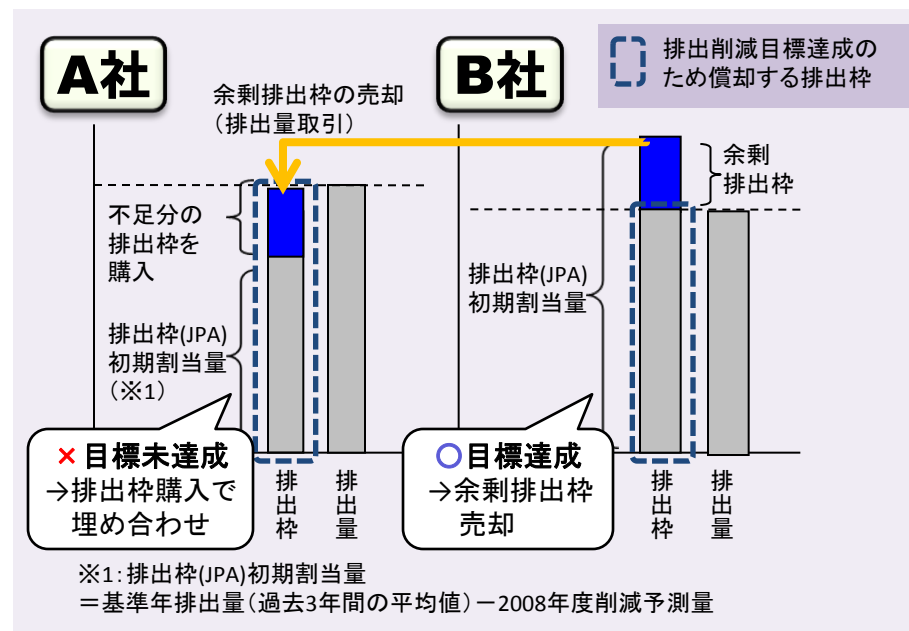 A社
余剰排出枠の売却
（排出量取引）
B社
排出削減目標達成の
ため償却する排出枠
余剰
排出枠
不足分の
排出枠を
購入
排出枠(JPA)
初期割当量
排出枠(JPA)
初期割当量
（※1）
×目標未達成
→排出枠購入で
埋め合わせ
排出枠
排出量
○目標達成
→余剰排出枠
売却
排出枠
排出量
※1：排出枠(JPA)初期割当量
＝基準年排出量（過去3年間の平均値）－2008年度削減予測量